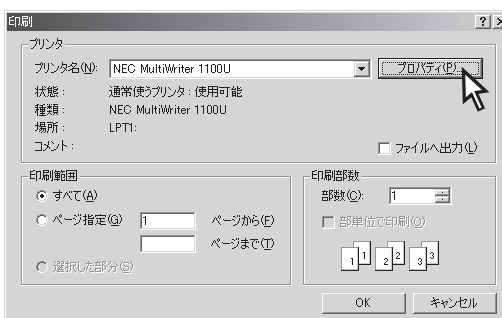 印刷
プリンタ
プリンタ名(N): NEC MultiWriter 1100U プロパティ(P)...
状態: 通常使うプリンタ : 使用可能
種類: NEC MultiWriter 1100U
場所: LPT1:
コメント: ファイルへ出力(L)
印刷範囲
すべて(A)
ページ指定(G) 1 ページから(F)
ページまで(T)
選択した部分(S)
印刷部数
部数(C): 1
部単位で印刷(O)
1 1 2 2 3 3
OK キャンセル